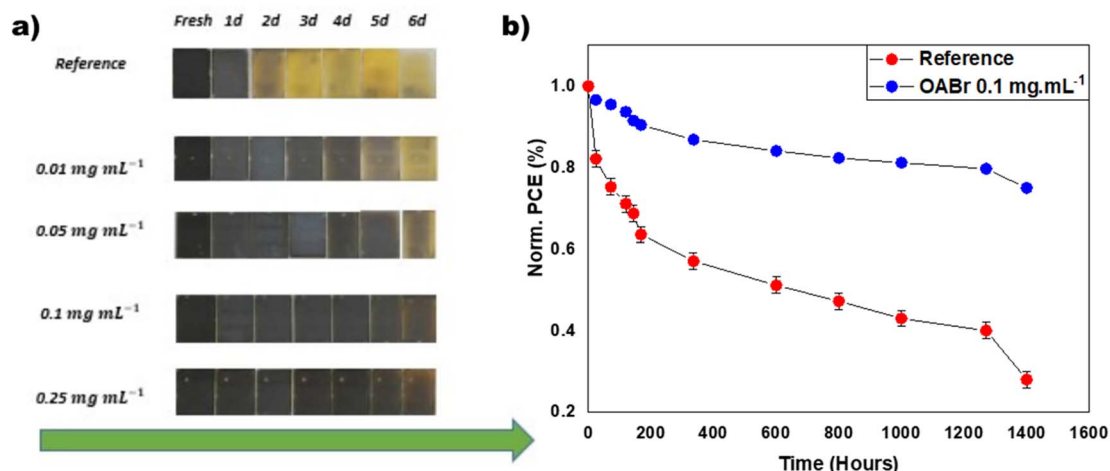 a)
Fresh 1d 2d 3d 4d 5d 6d
Reference
0.01 mg mL⁻¹
0.05 mg mL⁻¹
0.1 mg mL⁻¹
0.25 mg mL⁻¹
b)
Reference
OABr 0.1 mg.mL⁻¹
Norm. PCE (%)
1.0
0.8
0.6
0.4
0.2
0 200 400 600 800 1000 1200 1400 1600
Time (Hours)